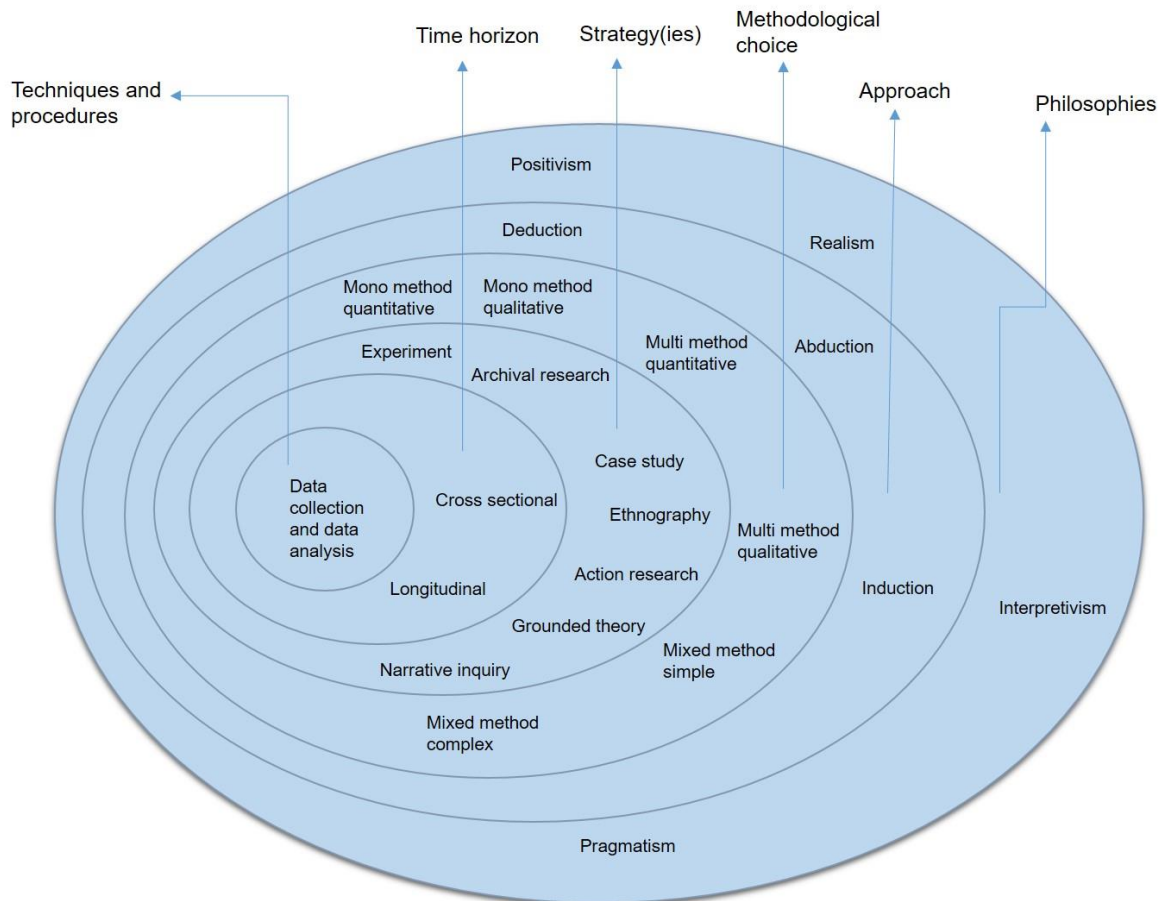 Time horizon
Strategy(ies)
Methodological
choice
Techniques and
procedures
Approach
Philosophies
Positivism
Deduction
Realism
Mono method
quantitative
Mono method
qualitative
Multi method
quantitative
Abduction
Experiment
Archival research
Case study
Data
collection
and data
analysis
Cross sectional
Ethnography
Multi method
qualitative
Action research
Longitudinal
Induction
Interpretivism
Grounded theory
Mixed method
simple
Narrative inquiry
Mixed method
complex
Pragmatism